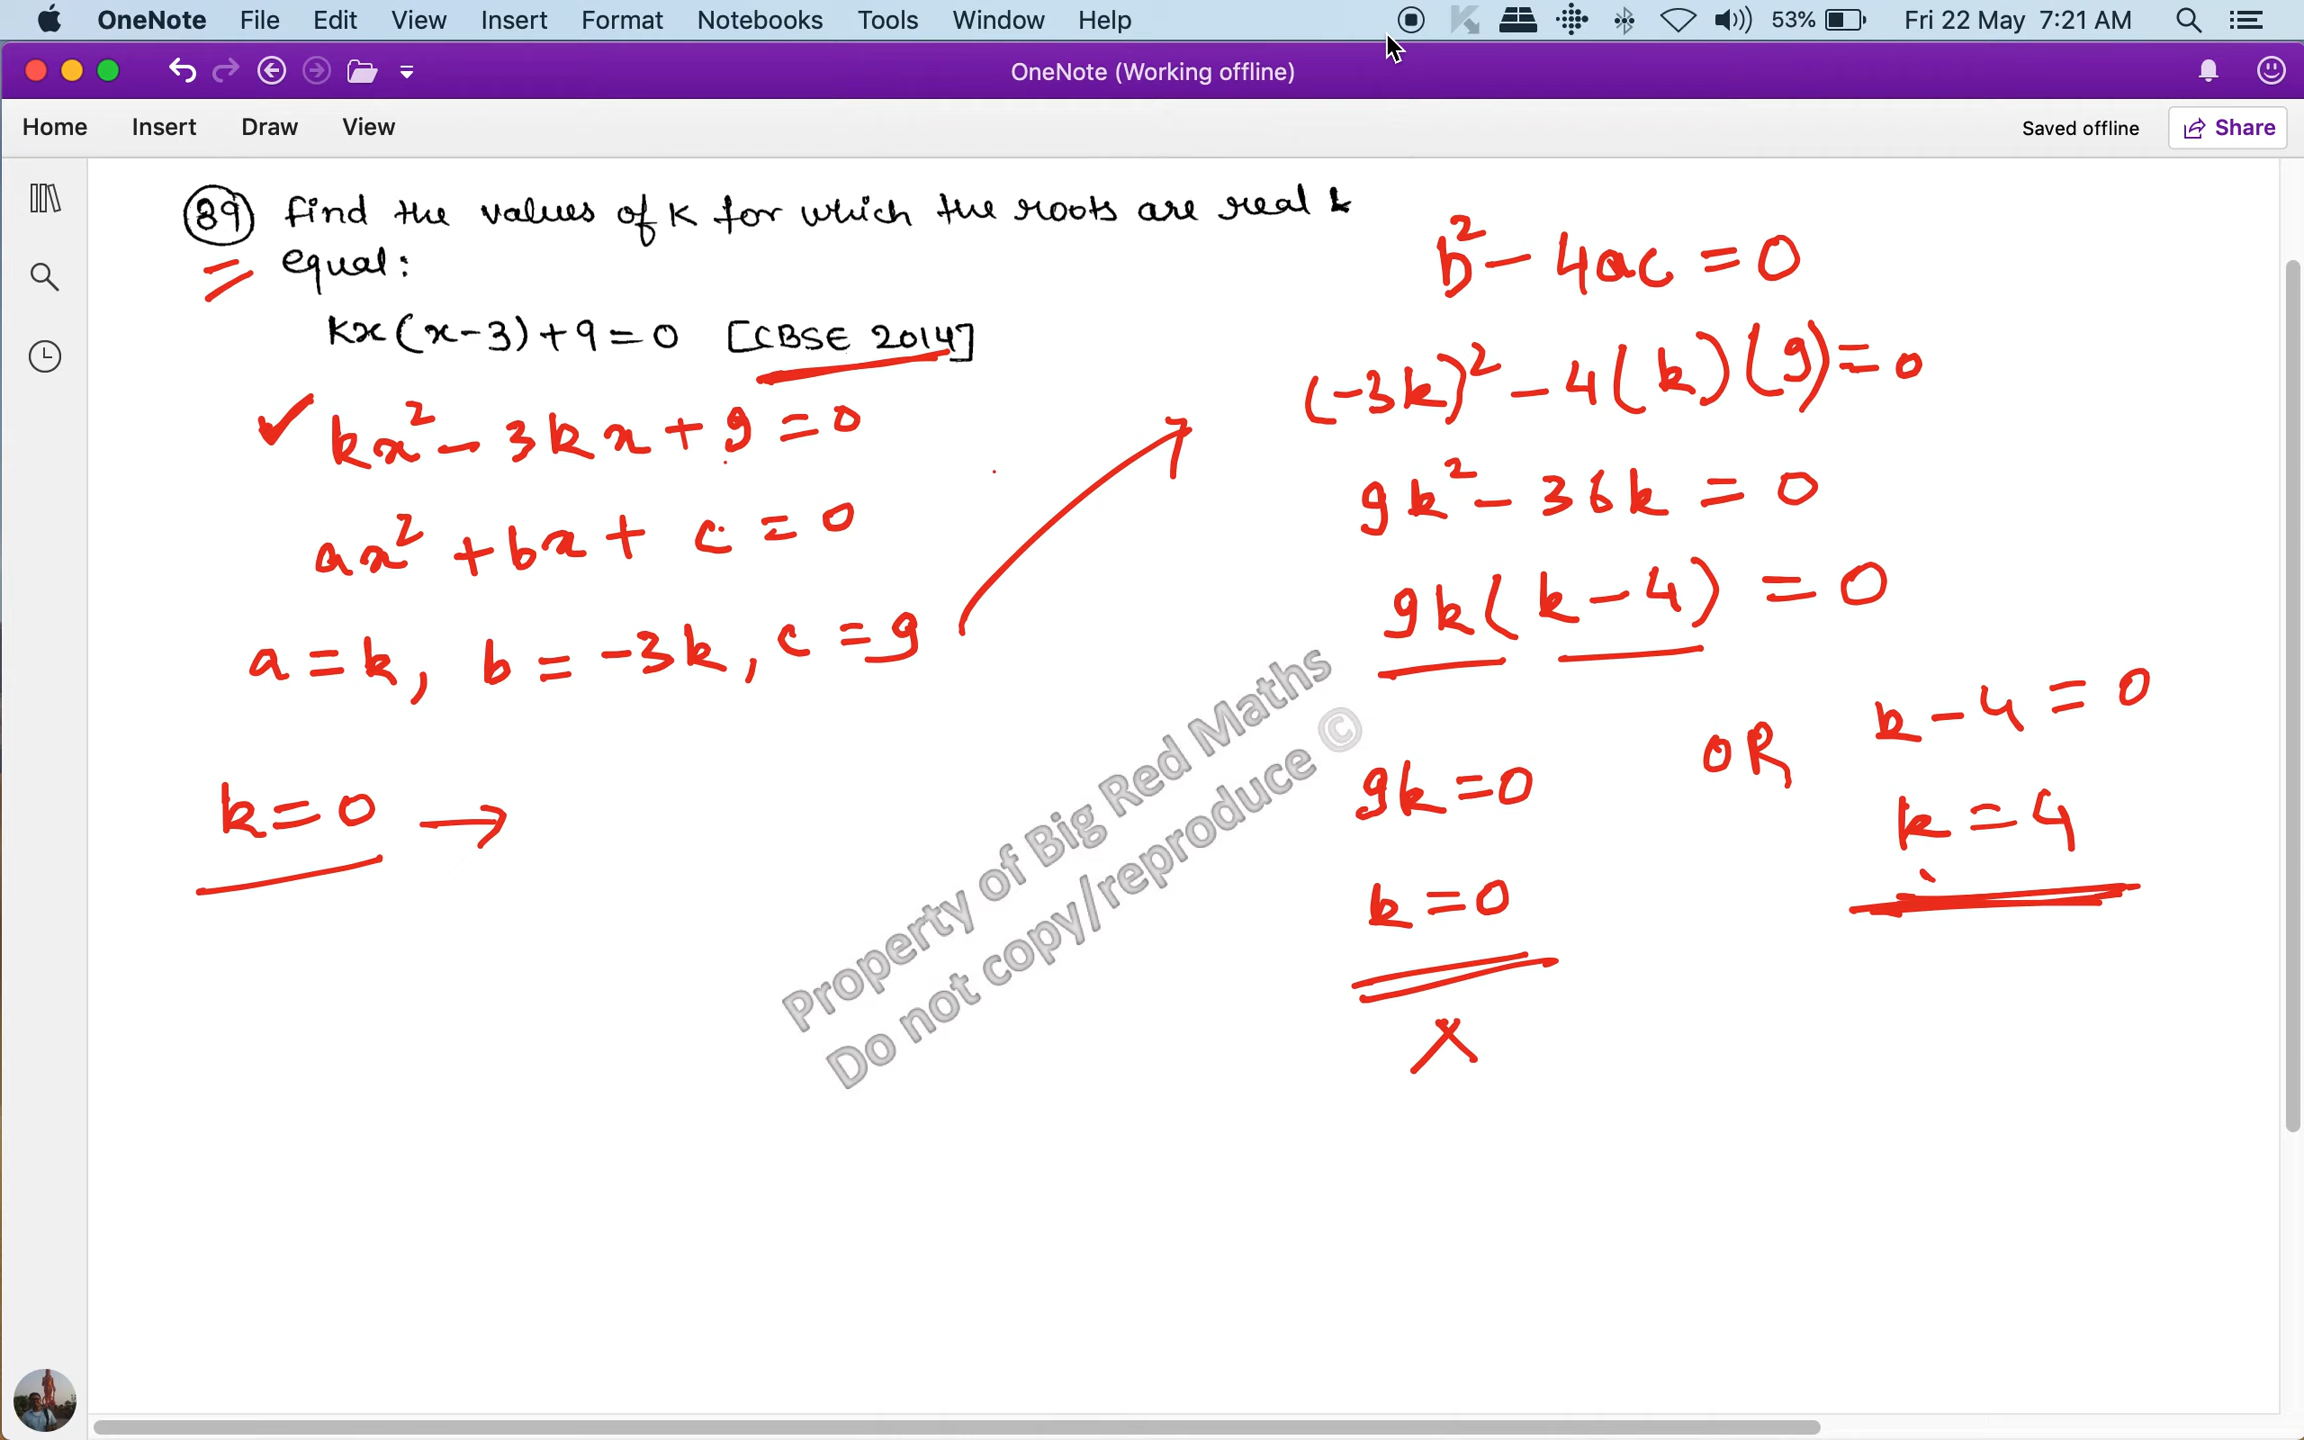 OneNote File Edit View Insert Format Notebooks Tools Window Help 53% Fri 22 May 7:21 AM
OneNote (Working offline)
Home Insert Draw View Saved offline Share
89 find the values of k for which the roots are real &
equal:
kx(x-3)+9=0 [CBSE 2014]
kx² - 3kx + 9 = 0
ax² + bx + c = 0
a = k, b = -3k, c = 9
k = 0 →
b² - 4ac = 0
(-3k)² - 4(k)(9) = 0
9k² - 36k = 0
9k(k-4) = 0
9k = 0 OR k - 4 = 0
k = 0 k = 4
X
Property of Big Red Maths
Do not copy/reproduce ©